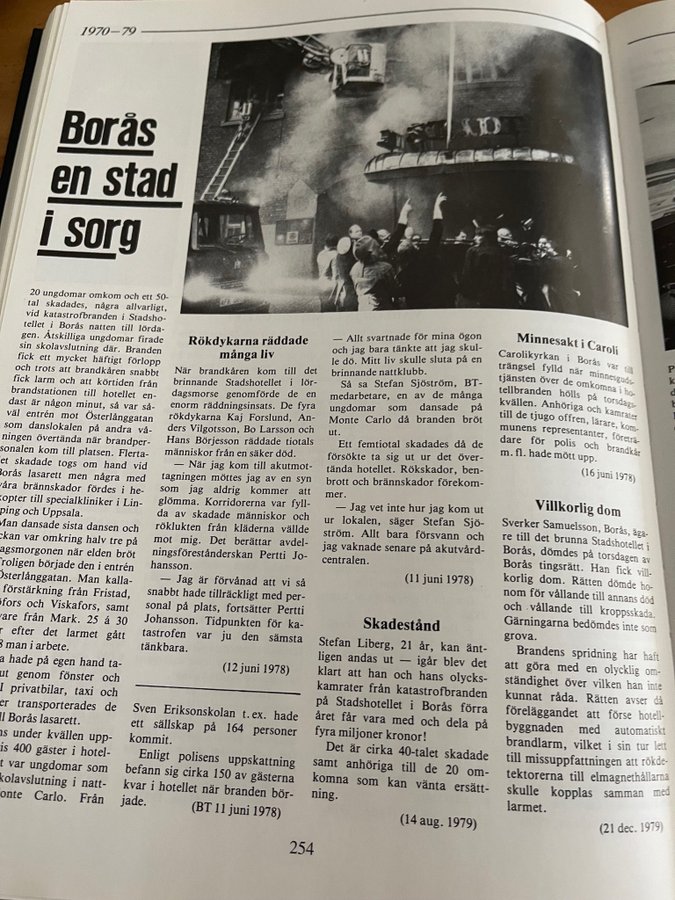 1970–79
Borås
en stad
i sorg
20 ungdomar omkom och ett 50-
tal skadades, några allvarligt,
vid katastrofbranden i Stadsho-
tellet i Borås natten till lörda-
gen. Åtskilliga ungdomar firade
sin skolavslutning där. Branden
fick ett mycket häftigt förlopp
och trots att brandkåren snabbt
fick larm och att körtiden från
brandstationen till hotellet en-
dast är någon minut, så var så-
väl entrén mot Österlånggatan
som danslokalen på andra vå-
ningen övertända när brandper-
sonalen kom till platsen. Flerta-
et skadade togs om hand vid
Borås lasarett men några med
våra brännskador fördes i he-
kopter till specialkliniker i Lin-
ping och Uppsala.
Man dansade sista dansen och
ckan var omkring halv tre på
dagsmorgonen när elden bröt
Troligen började den i entrén
Österlånggatan. Man kalla-
förstärkning från Fristad,
fors och Viskafors, samt
vare från Mark. 25 á 30
r efter det larmet gått
8 man i arbete.
a hade på egen hand ta-
ut genom fönster och
I privatbilar, taxi och
er transporterades de
ll Borås lasarett.
ns under kvällen upp-
is 400 gäster i hotel-
t var ungdomar som
kolavslutning i natt-
onte Carlo. Från
Rökdykarna räddade
många liv
När brandkåren kom till det
brinnande Stadshotellet i lör-
dagsmorse genomförde de en
enorm räddningsinsats. De fyra
rökdykarna Kaj Forslund, An-
ders Vilgotsson, Bo Larsson och
Hans Börjesson räddade tiotals
människor från en säker död.
— När jag kom till akutmot-
tagningen möttes jag av en syn
som jag aldrig kommer att
glömma. Korridorerna var fyll-
da av skadade människor och
röklukten från kläderna vällde
mot mig. Det berättar avdel-
ningsföreståndkerskan Pertti Jo-
hansson.
— Jag är förvånad att vi så
snabbt hade tillräckligt med per-
sonal på plats, fortsätter Pertti
Johansson. Tidpunkten för ka-
tastrofen var ju den sämsta
tänkbara.
(12 juni 1978)
Sven Eriksonskolan t.ex. hade
ett sällskap på 164 personer
kommit.
Enligt polisens uppskattning
befann sig cirka 150 av gästerna
kvar i hotellet när branden bör-
jade.
(BT 11 juni 1978)
— Allt svartnade för mina ögon
och jag bara tänkte att jag skul-
le dö. Mitt liv skulle sluta på en
brinnande nattklubb.
Så sa Stefan Sjöström, BT-
medarbetare, en av de många
ungdomar som dansade på
Monte Carlo då branden bröt
ut.
Ett femtiotal skadades då de
försökte ta sig ut ur det över-
tända hotellet. Rökskador, ben-
brott och brännskador förekom-
mer.
— Jag vet inte hur jag kom ut
ur lokalen, säger Stefan Sjö-
ström. Allt bara försvann och
jag vaknade senare på akutvård-
centralen.
(11 juni 1978)
Skadestånd
Stefan Liberg, 21 år, kan änt-
ligen andas ut — igår blev det
klart att han och hans olycks-
kamrater från katastrofbranden
på Stadshotellet i Borås förra
året får vara med och dela på
fyra miljoner kronor!
Det är cirka 40-talet skadade
samt anhöriga till de 20 om-
komna som kan vänta ersätt-
ning.
(14 aug. 1979)
Minnesakt i Caroli
Carolikyrkan i Borås var till
trängsel fylld när minnesguds-
tjänsten över de omkomna i ho-
tellbranden hölls på torsdags-
kvällen. Anhöriga och kamrater
till de tjugo offren, lärare, kom-
munens representanter, företrä-
dare för polis och brandkår
m. fl. hade mött upp.
(16 juni 1978)
Villkorlig dom
Sverker Samuelsson, Borås, äga-
re till det brunna Stadshotellet i
Borås, dömdes på torsdagen av
Borås tingsrätt. Han fick vill-
korlig dom. Rätten dömde ho-
nom för vållande till annans död
och vållande till kroppsskada.
Gärningarna bedömdes inte som
grova.
Brandens spridning har haft
att göra med en olycklig om-
ständighet över vilken han inte
kunnat råda. Rätten avser då
föreläggandet att förse hotell-
byggnaden med automatiskt
brandlarm, vilket i sin tur lett
till missuppfattningen att rökde-
tektorerna till elmagnethållarna
skulle kopplas samman med
larmet.
(21 dec. 1979)
254